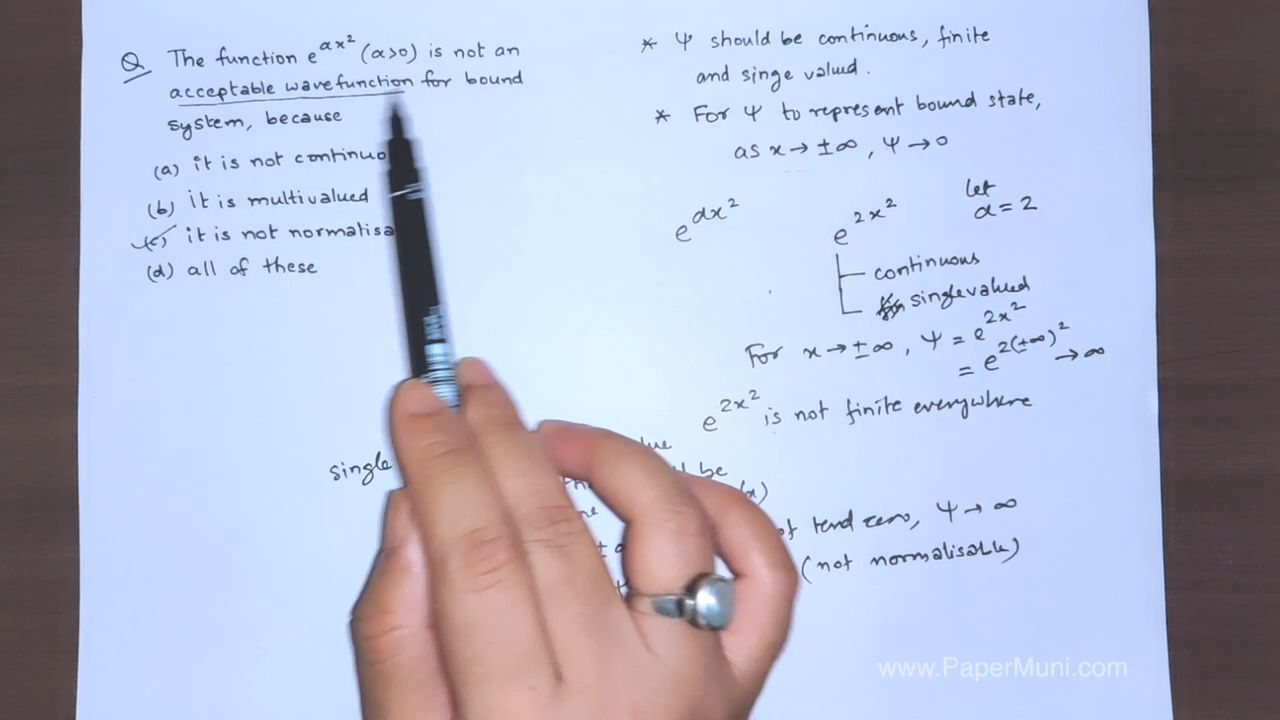 Q The function e^αx² (α>0) is not an
acceptable wavefunction for bound
system, because
(a) it is not continuo
(b) it is multivalued
(c) it is not normalisa
(d) all of these
* Ψ should be continuous, finite
and singe valued.
* For Ψ to represent bound state,
as x→±∞, Ψ→0
e^αx²
e^2x²
let
α=2
continuous
singlevalued
For x→±∞, Ψ = e^2x²
= e^2(±∞)² →∞
e^2x² is not finite everywhere
single
be
(x)
tend zero, Ψ→∞
(not normalisable)
www.PaperMuni.com